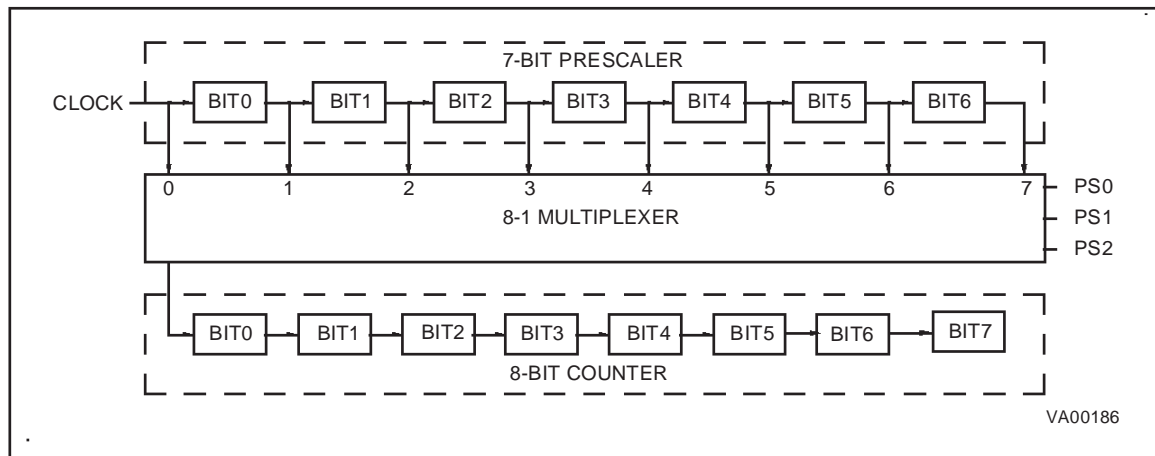 7-BIT PRESCALER
CLOCK BIT0 BIT1 BIT2 BIT3 BIT4 BIT5 BIT6
0 1 2 3 4 5 6 7 PS0
8-1 MULTIPLEXER PS1
PS2
BIT0 BIT1 BIT2 BIT3 BIT4 BIT5 BIT6 BIT7
8-BIT COUNTER
VA00186